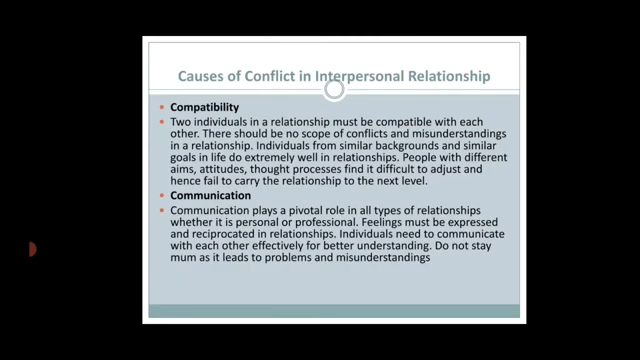 Causes of Conflict in Interpersonal Relationship
• Compatibility
• Two individuals in a relationship must be compatible with each
other. There should be no scope of conflicts and misunderstandings
in a relationship. Individuals from similar backgrounds and similar
goals in life do extremely well in relationships. People with different
aims, attitudes, thought processes find it difficult to adjust and
hence fail to carry the relationship to the next level.
• Communication
• Communication plays a pivotal role in all types of relationships
whether it is personal or professional. Feelings must be expressed
and reciprocated in relationships. Individuals need to communicate
with each other effectively for better understanding. Do not stay
mum as it leads to problems and misunderstandings